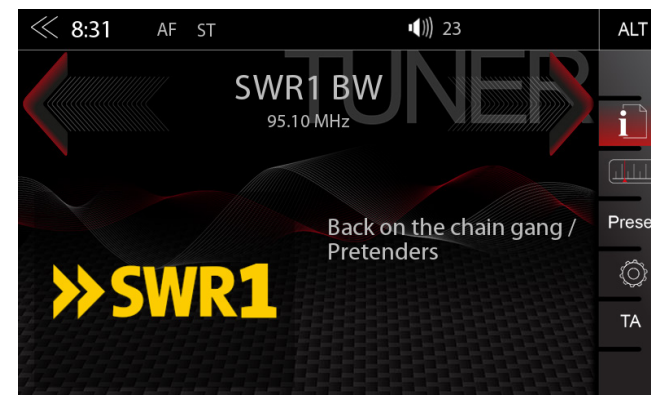 8:31 AF ST 23 ALT
TUNER
SWR1 BW
95.10 MHz
i
Prese
Back on the chain gang /
Pretenders
SWR1
TA